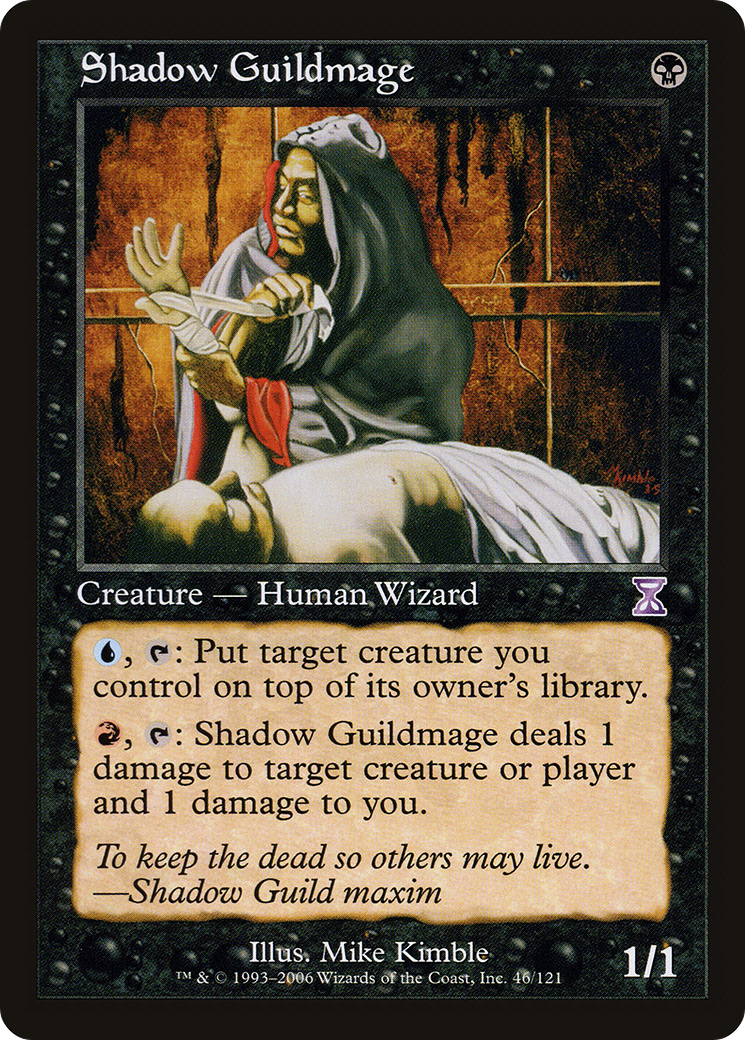 Shadow Guildmage
MKimble
3-5
Creature — Human Wizard
, : Put target creature you
control on top of its owner's library.
, : Shadow Guildmage deals 1
damage to target creature or player
and 1 damage to you.
To keep the dead so others may live.
—Shadow Guild maxim
Illus. Mike Kimble
™ & © 1993–2006 Wizards of the Coast, Inc. 46/121
1/1